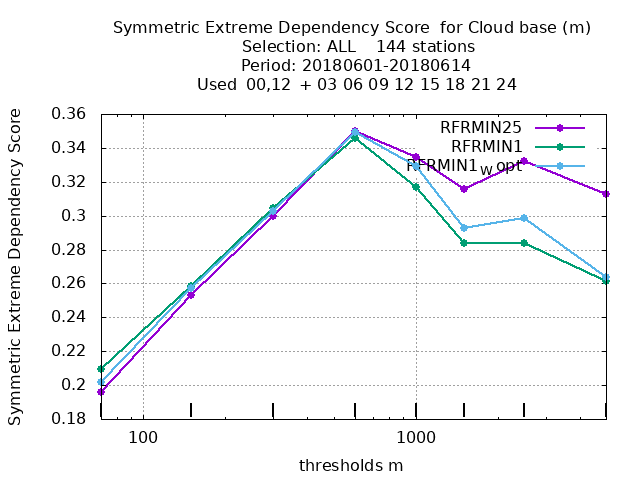 Symmetric Extreme Dependency Score for Cloud base (m)
Selection: ALL 144 stations
Period: 20180601-20180614
Used 00,12 + 03 06 09 12 15 18 21 24
Symmetric Extreme Dependency Score
0.36
0.34
0.32
0.3
0.28
0.26
0.24
0.22
0.2
0.18
RFRMIN25
RFRMIN1
RFRMIN1wopt
100
1000
thresholds m